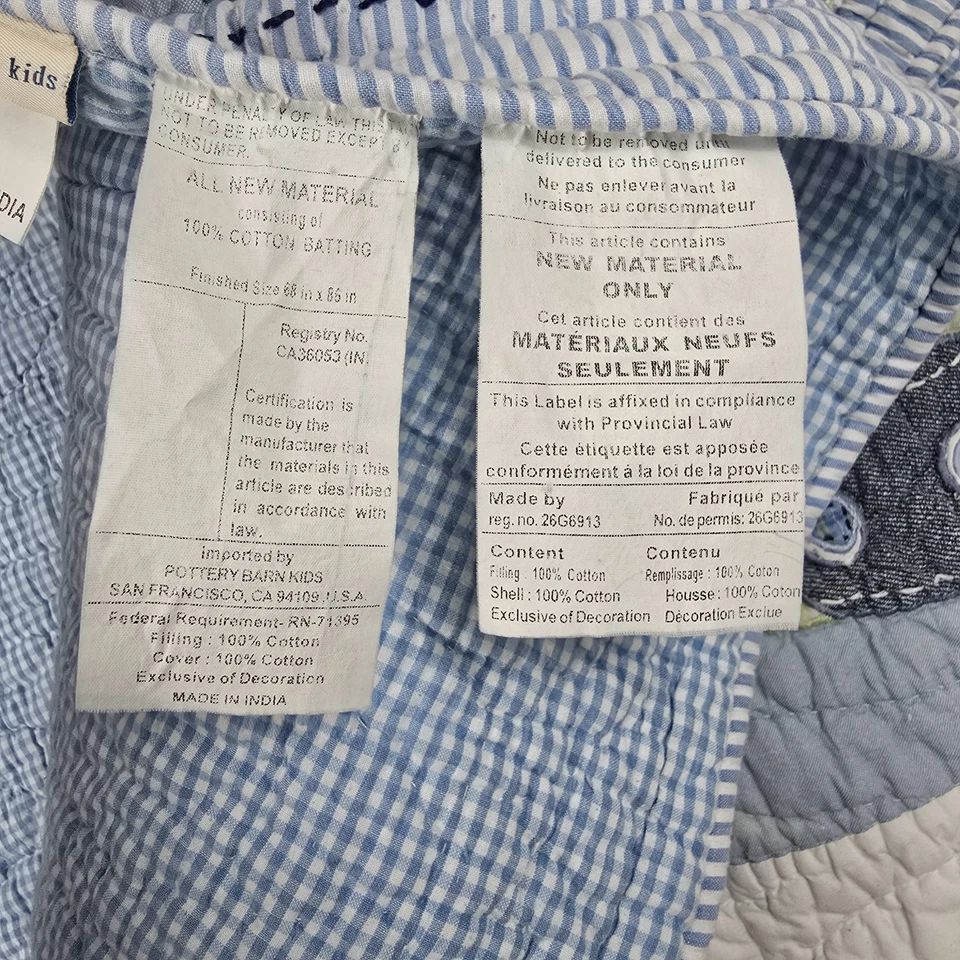 kids
DIA
UNDER PENALTY OF LAW THIS
NOT TO BE REMOVED EXCEPT BY
CONSUMER.
ALL NEW MATERIAL
consisting of
100% COTTON BATTING
Finished Size 68 in x 86 in
Registry No.
CA36053 (IN
Certification is
made by the
manufacturer that
the materials in this
article are described
in accordance with
law.
Imported by
POTTERY BARN KIDS
SAN FRANCISCO, CA 94109 ,U.S.A.
Federal Requirement- RN-71395
Filling : 100% Cotton
Cover : 100% Cotton
Exclusive of Decoration
MADE IN INDIA
Not to be removed until
delivered to the consumer
Ne pas enlever avant la
livraison au consommateur
This article contains
NEW MATERIAL
ONLY
Cet article contient des
MATÉRIAUX NEUFS
SEULEMENT
This Label is affixed in compliance
with Provincial Law
Cette étiquette est apposée
conformément á la loi de la province
Made by Fabriqué par
reg. no. 26G6913 No. de permis: 26G6913
Content Contenu
Filling : 100% Cotton Remplissage : 100% Coton
Shell : 100% Cotton Housse : 100% Coton
Exclusive of Decoration Décoration Exclue